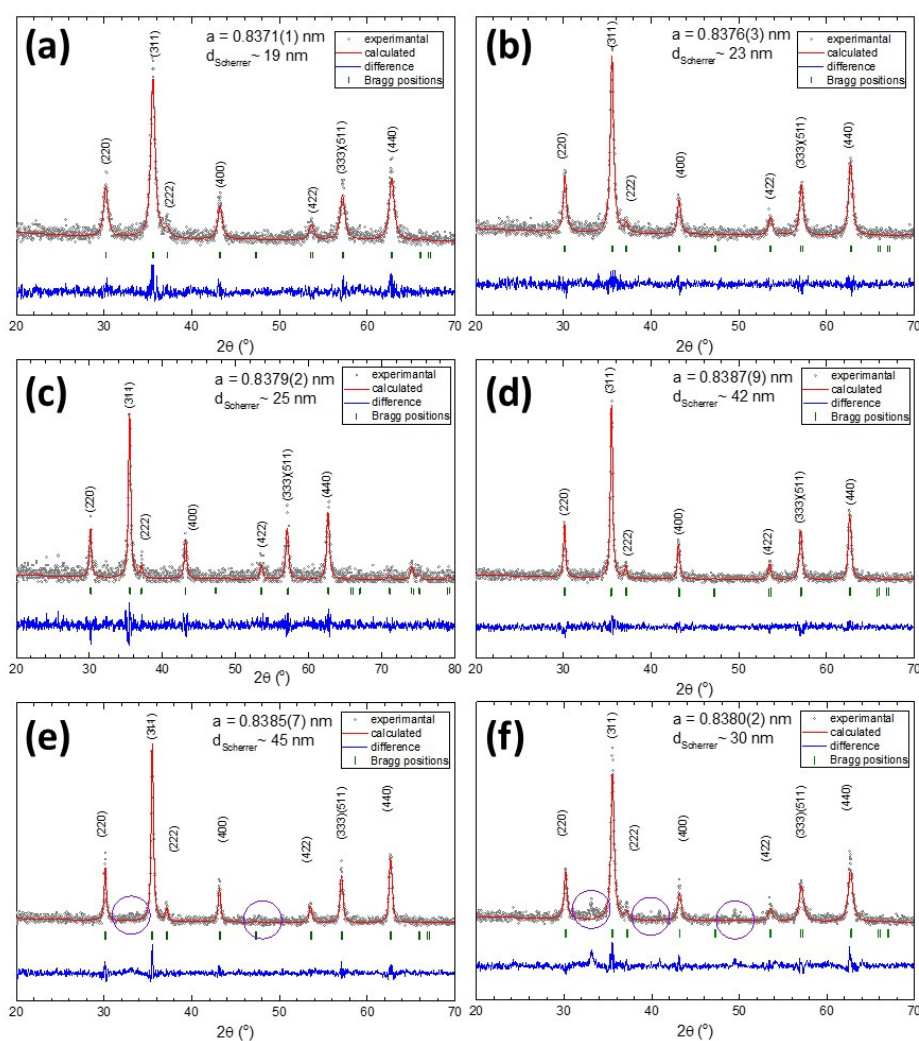 (a)
a = 0.8371(1) nm
d Scherrer ~ 19 nm
experimantal
calculated
difference
Bragg positions
(220)
(311)
(222)
(400)
(422)
(333)(511)
(440)
20 30 40 50 60 70
2θ (°)
(b)
a = 0.8376(3) nm
d Scherrer ~ 23 nm
experimantal
calculated
difference
Bragg positions
(220)
(311)
(222)
(400)
(422)
(333)(511)
(440)
20 30 40 50 60 70
2θ (°)
(c)
a = 0.8379(2) nm
d Scherrer ~ 25 nm
experimantal
calculated
difference
Bragg positions
(220)
(311)
(222)
(400)
(422)
(333)(511)
(440)
20 30 40 50 60 70 80
2θ (°)
(d)
a = 0.8387(9) nm
d Scherrer ~ 42 nm
experimantal
calculated
difference
Bragg positions
(220)
(311)
(222)
(400)
(422)
(333)(511)
(440)
20 30 40 50 60 70
2θ (°)
(e)
a = 0.8385(7) nm
d Scherrer ~ 45 nm
experimantal
calculated
difference
Bragg positions
(220)
(311)
(222)
(400)
(422)
(333)(511)
(440)
20 30 40 50 60 70
2θ (°)
(f)
a = 0.8380(2) nm
d Scherrer ~ 30 nm
experimantal
calculated
difference
Bragg positions
(220)
(311)
(222)
(400)
(422)
(333)(511)
(440)
20 30 40 50 60 70
2θ (°)